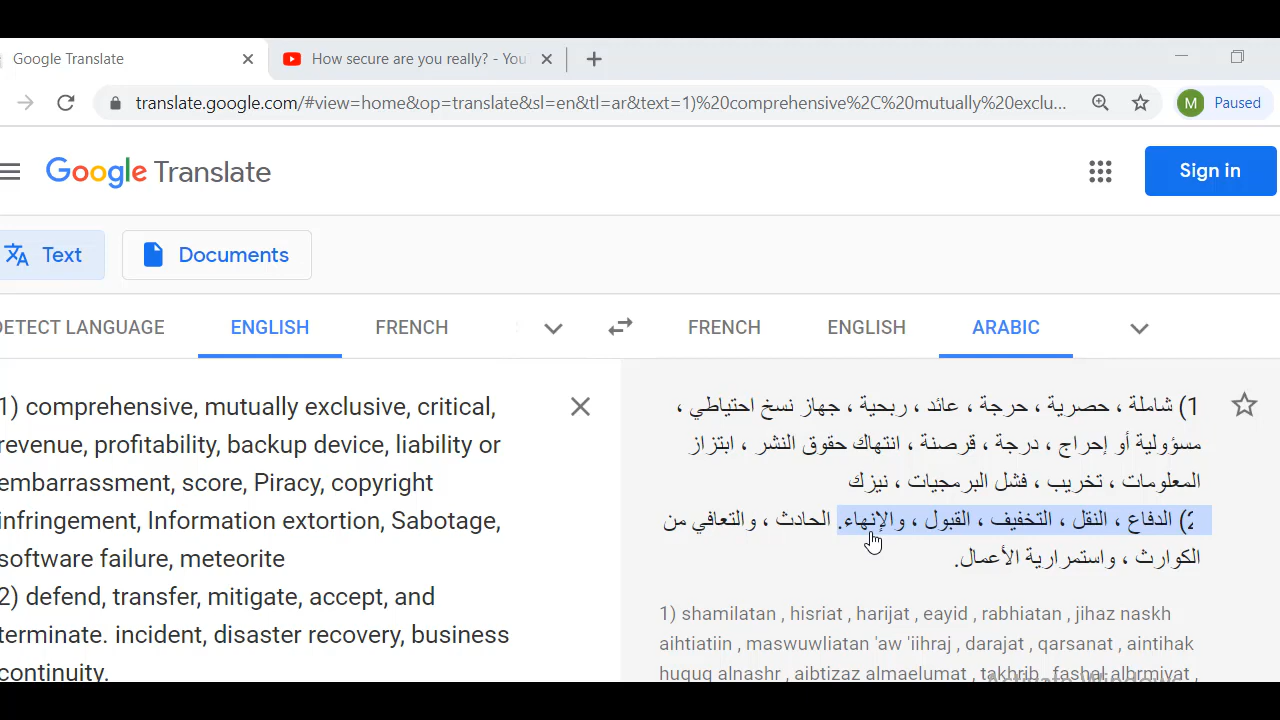 Google Translate
How secure are you really? - You
translate.google.com/#view=home&op=translate&sl=en&tl=ar&text=1)%20comprehensive%2C%20mutually%20exclu...
M Paused
Google Translate
Sign in
Text
Documents
DETECT LANGUAGE ENGLISH FRENCH
FRENCH ENGLISH ARABIC
1) comprehensive, mutually exclusive, critical,
revenue, profitability, backup device, liability or
embarrassment, score, Piracy, copyright
infringement, Information extortion, Sabotage,
software failure, meteorite
2) defend, transfer, mitigate, accept, and
terminate. incident, disaster recovery, business
continuity.
1) شاملة ، حصرية ، حرجة ، عائد ، ربحية ، جهاز نسخ احتياطي ،
مسؤولية أو إحراج ، درجة ، قرصنة ، انتهاك حقوق النشر ، ابتزاز
المعلومات ، تخريب ، فشل البرمجيات ، نيزك
2) الدفاع ، النقل ، التخفيف ، القبول ، والإنهاء. الحادث ، والتعافي من
الكوارث ، واستمرارية الأعمال.
1) shamilatan , hisriat , harijat , eayid , rabhiatan , jihaz naskh
aihtiatiin , maswuwliatan 'aw 'iihraj , darajat , qarsanat , aintihak
huquq alnashr , aibtizaz almaelumat , takhrib , fashal albrmiyat ,